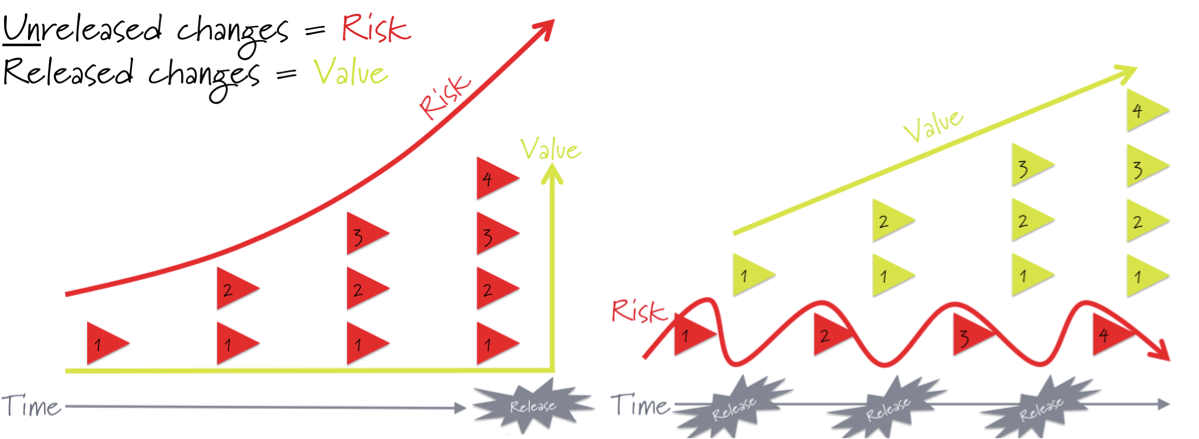 Unreleased changes = Risk
Released changes = Value
Risk
Value
4
3 3
2 2 2
1 1 1 1
Time
Release
Value
4
3 3
2 2 2
1 1 1 1
Risk
1 2 3 4
Time
Release Release Release